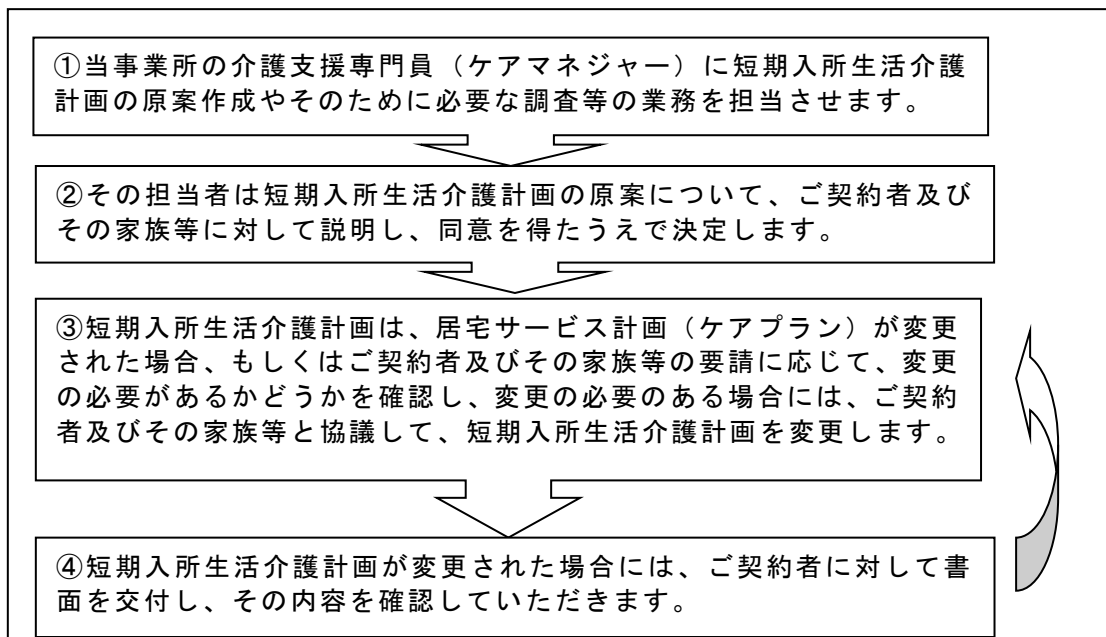 ①当事業所の介護支援専門員（ケアマネジャー）に短期入所生活介護
計画の原案作成やそのために必要な調査等の業務を担当させます。
②その担当者は短期入所生活介護計画の原案について、ご契約者及び
その家族等に対して説明し、同意を得たうえで決定します。
③短期入所生活介護計画は、居宅サービス計画（ケアプラン）が変更
された場合、もしくはご契約者及びその家族等の要請に応じて、変更
の必要があるかどうかを確認し、変更の必要のある場合には、ご契約
者及びその家族等と協議して、短期入所生活介護計画を変更します。
④短期入所生活介護計画が変更された場合には、ご契約者に対して書
面を交付し、その内容を確認していただきます。